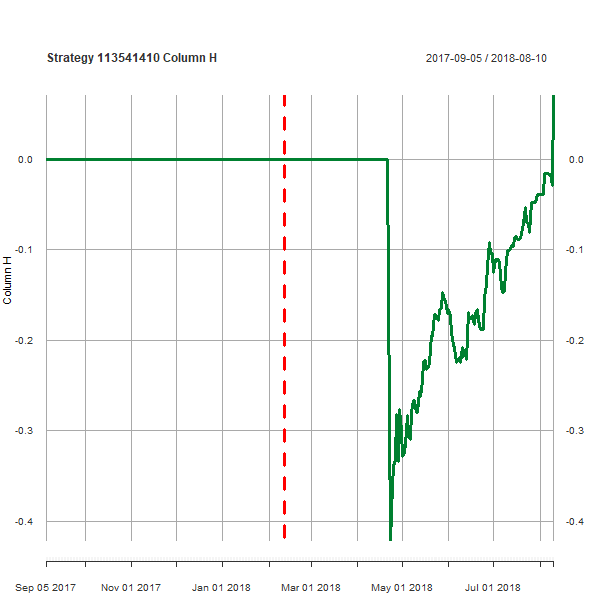 Strategy 113541410 Column H
2017-09-05 / 2018-08-10
0.0 0.0
-0.1 -0.1
Column H
-0.2 -0.2
-0.3 -0.3
-0.4 -0.4
Sep 05 2017 Nov 01 2017 Jan 01 2018 Mar 01 2018 May 01 2018 Jul 01 2018